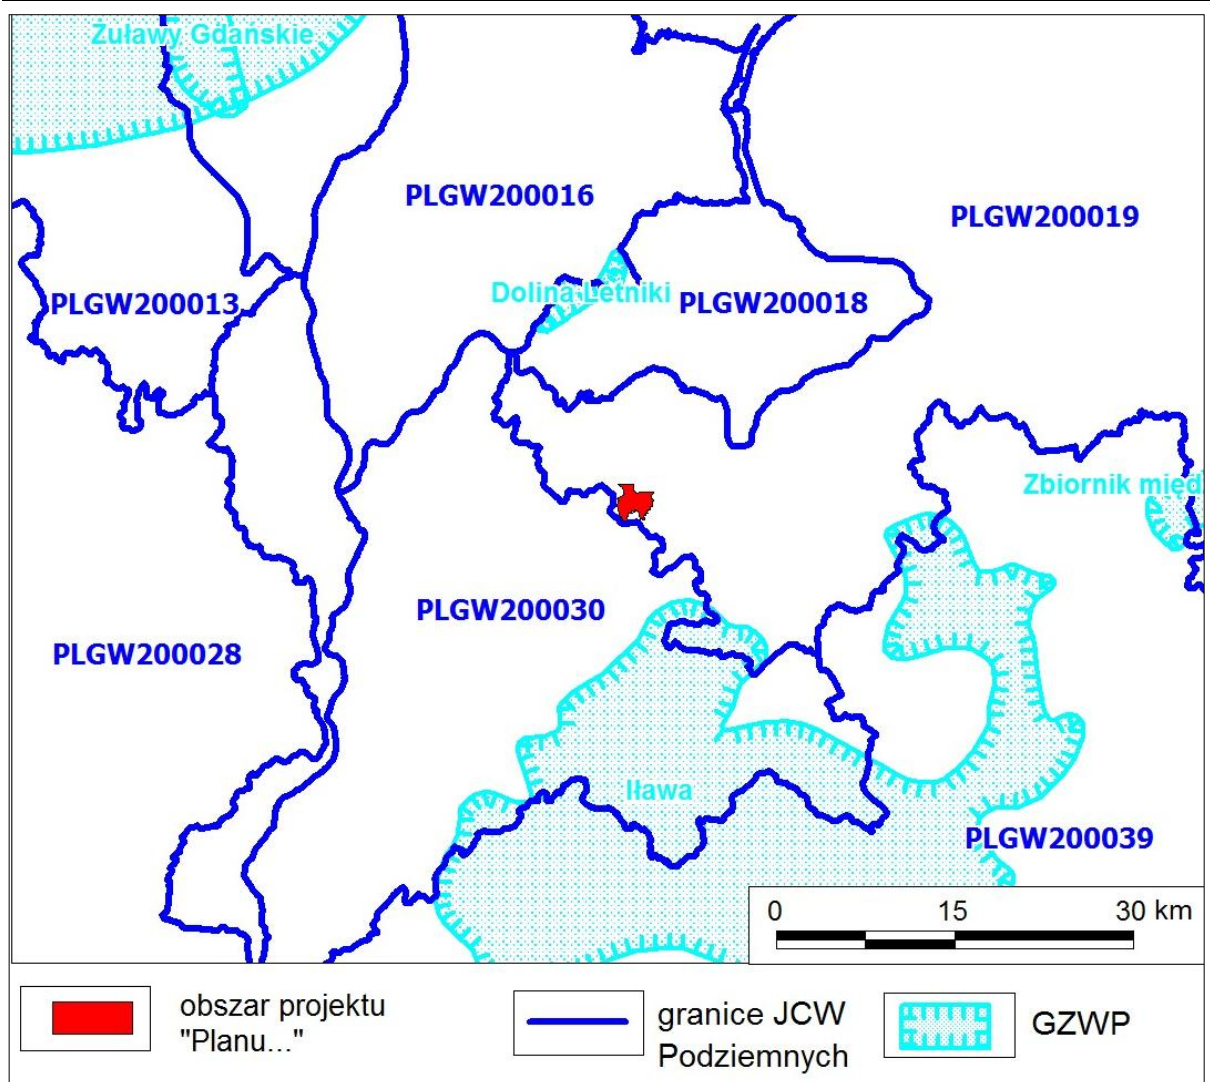 Żuławy Gdańskie
PLGW200016
PLGW200019
Dolina Letniki
PLGW200013
PLGW200018
Zbiornik międ
PLGW200030
PLGW200028
Iława
PLGW200039
0 15 30 km
obszar projektu
"Planu..."
granice JCW
Podziemnych
GZWP